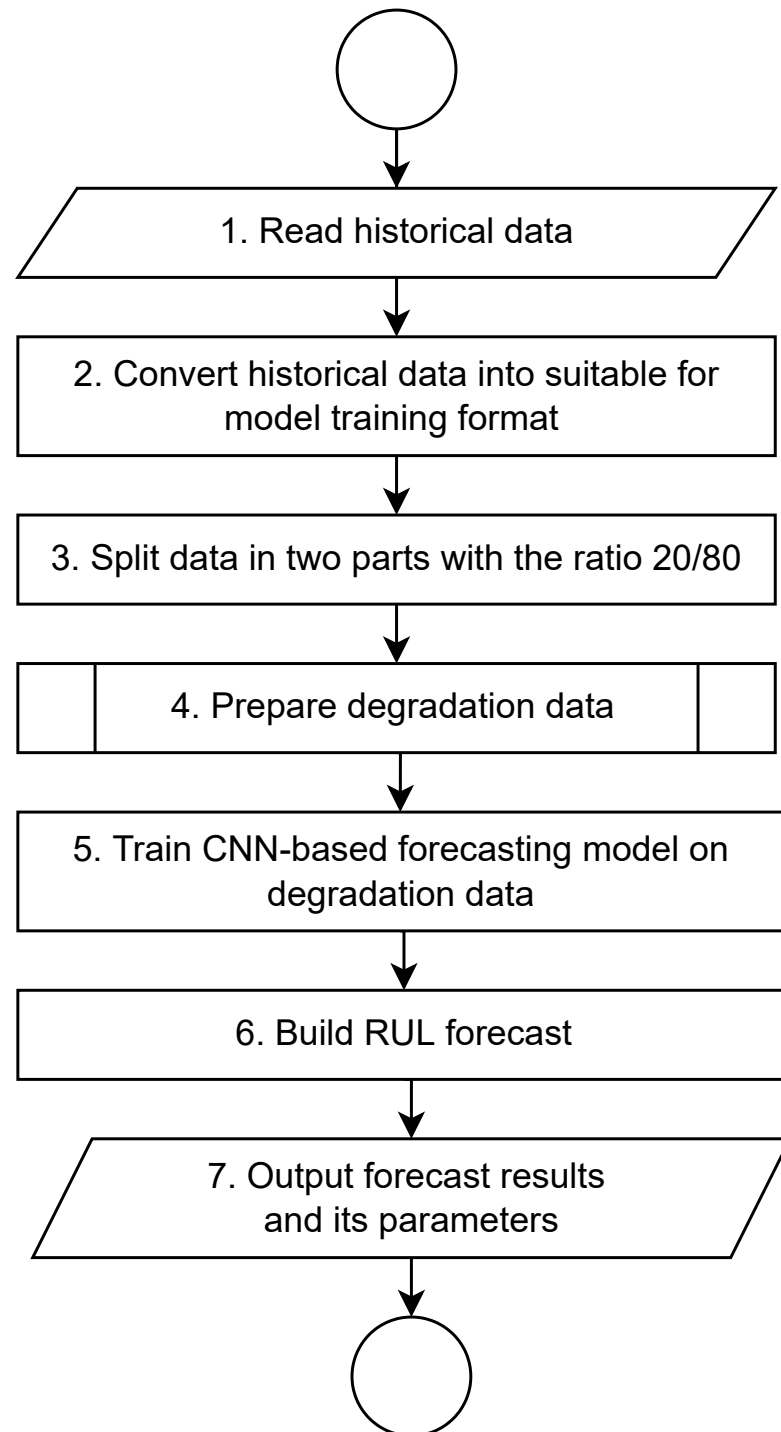 1. Read historical data
2. Convert historical data into suitable for
model training format
3. Split data in two parts with the ratio 20/80
4. Prepare degradation data
5. Train CNN-based forecasting model on
degradation data
6. Build RUL forecast
7. Output forecast results
and its parameters